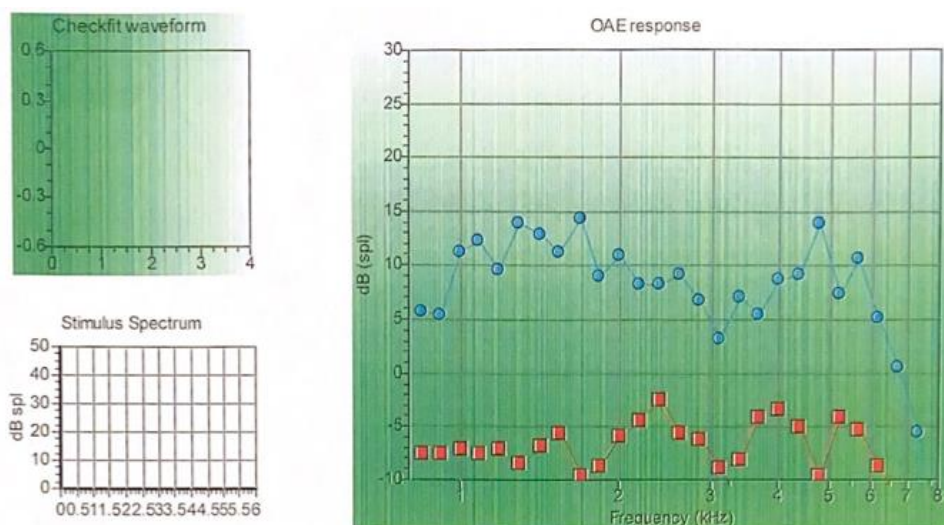 Checkfit waveform
0.6
0.3
0
-0.3
-0.6
0 1 2 3 4
Stimulus Spectrum
dB spl
50
40
30
20
10
0
00.511.522.533.544.555.56
OAE response
dB (spl)
30
25
20
15
10
5
0
-5
-10
1 2 3 4 5 6 7 8
Frequency (kHz)